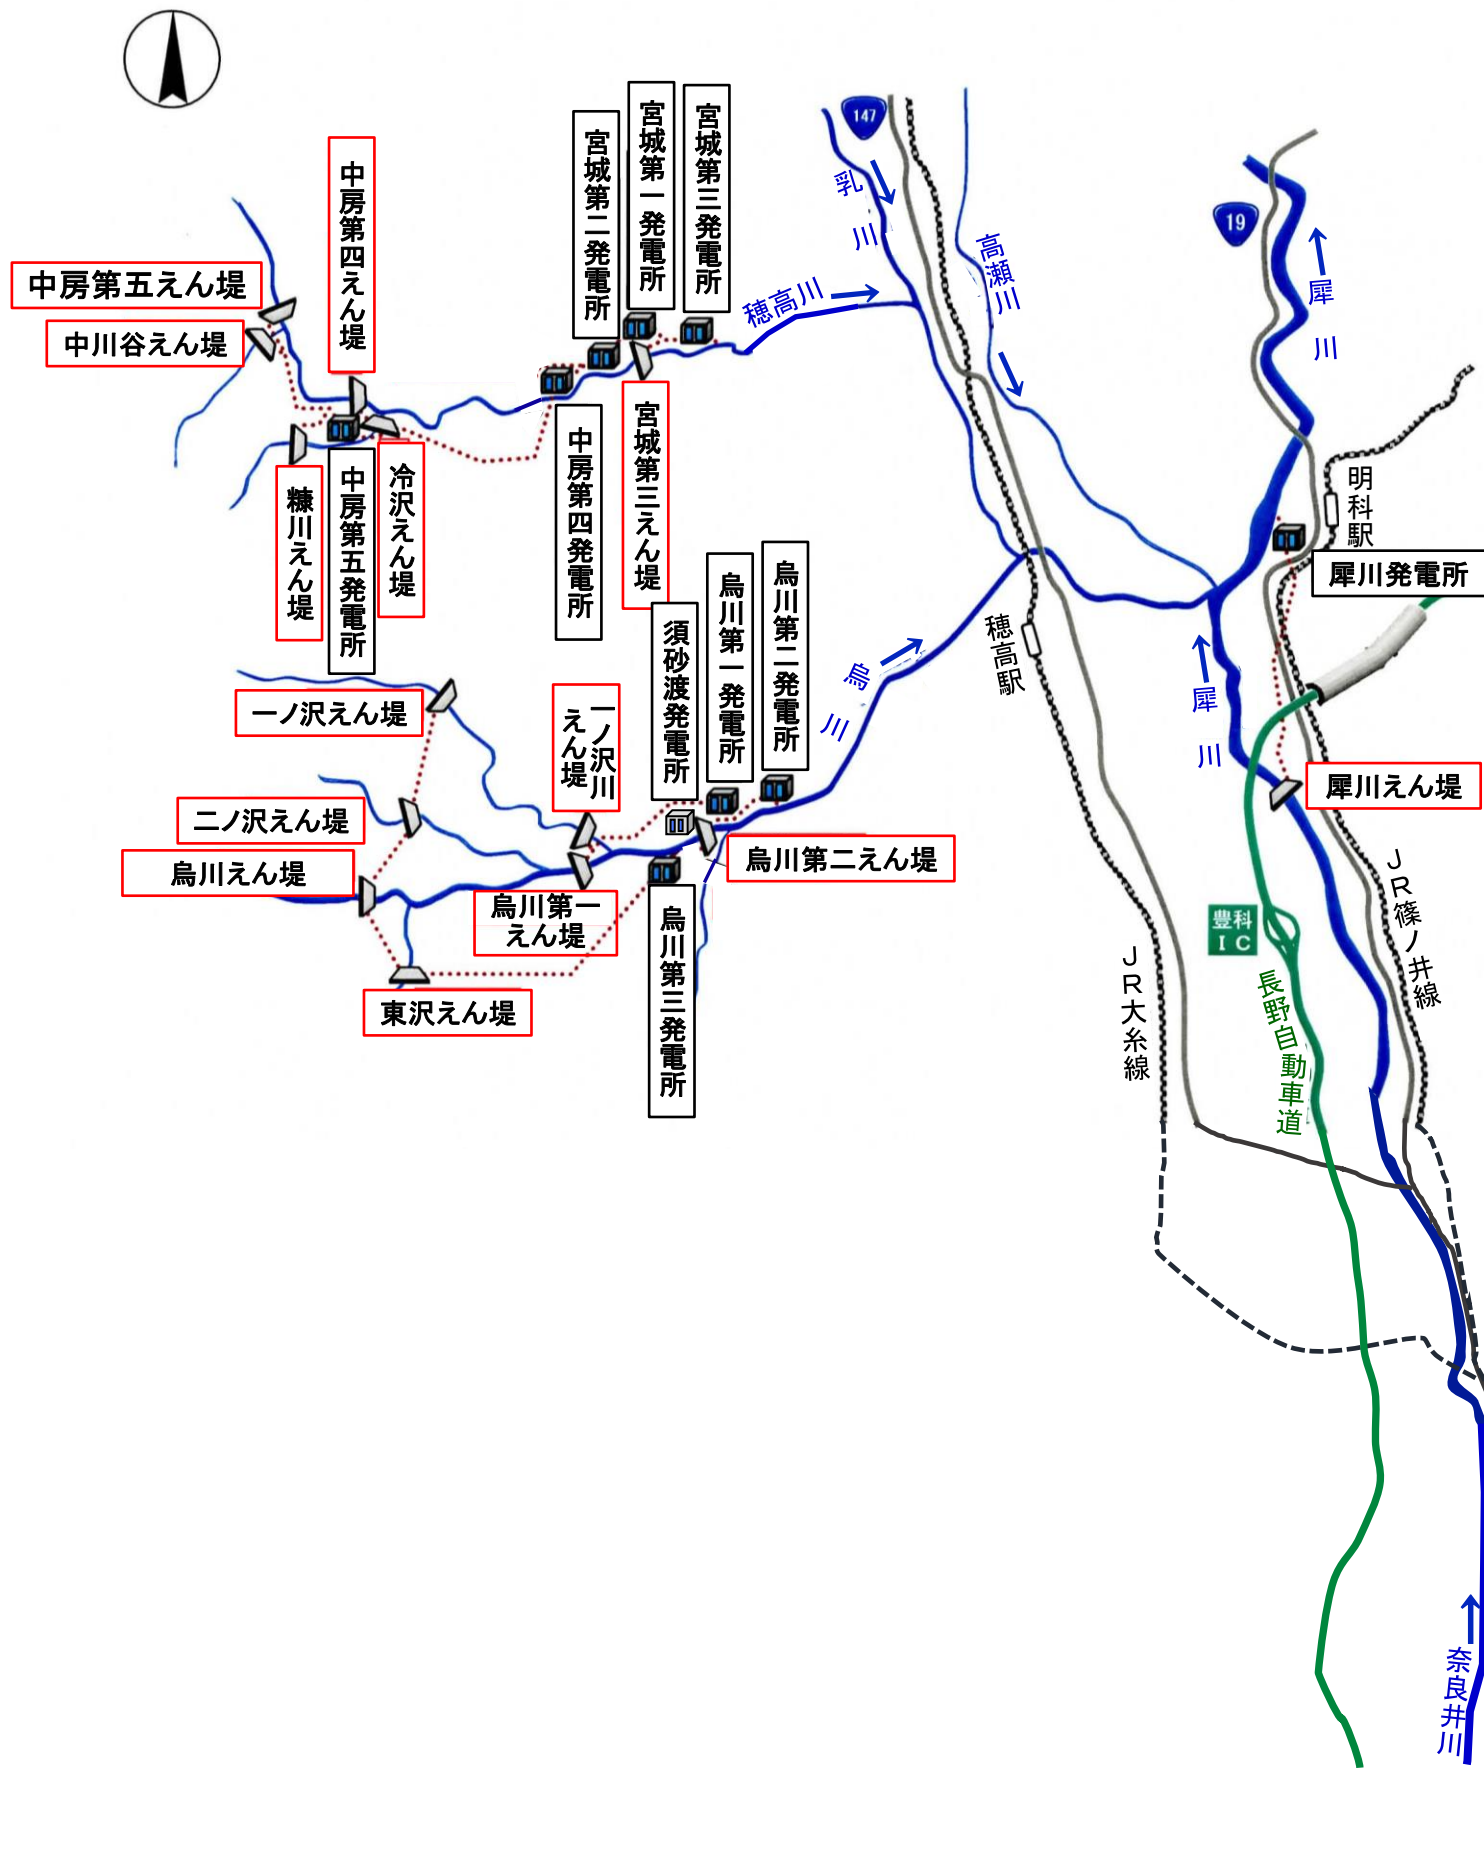 147
宮城第一発電所
宮城第三発電所
宮城第二発電所
中房第四えん堤
乳川
19
高瀬川
中房第五えん堤
穂高川
犀川
中川谷えん堤
宮城第三えん堤
中房第四発電所
冷沢えん堤
中房第五発電所
糠川えん堤
明科駅
犀川発電所
烏川第二発電所
烏川第一発電所
須砂渡発電所
穂高駅
烏川
犀川
一ノ沢えん堤
一ノ沢川
えん堤
犀川えん堤
二ノ沢えん堤
烏川えん堤
烏川第二えん堤
烏川第一
えん堤
烏川第三発電所
東沢えん堤
豊科
IC
JR篠ノ井線
JR大糸線
長野自動車道
奈良井川